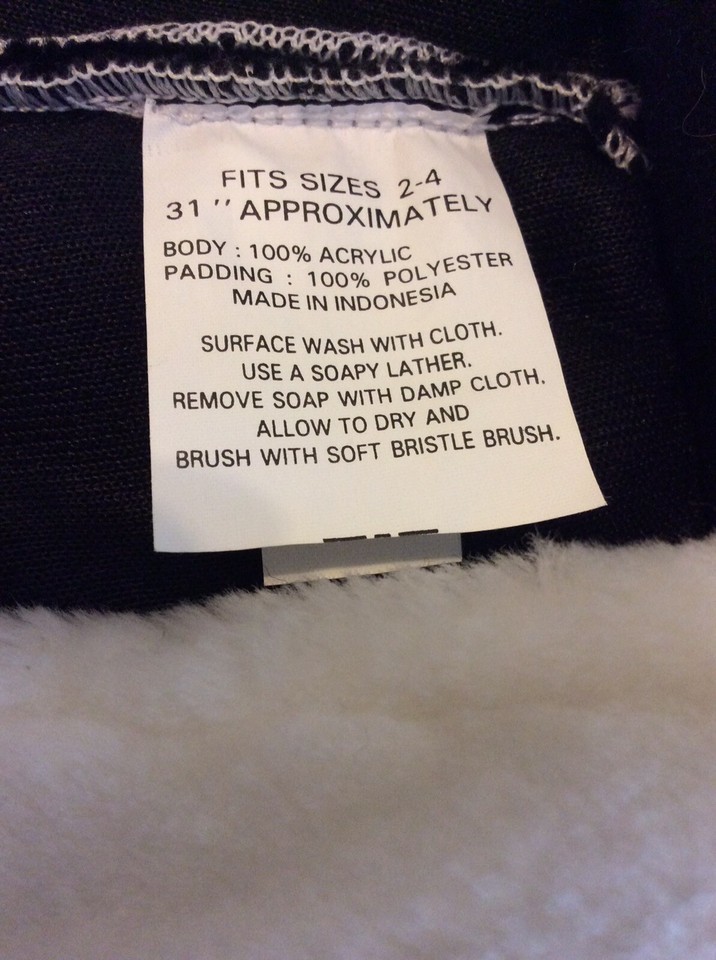 FITS SIZES 2-4
31 " APPROXIMATELY
BODY : 100% ACRYLIC
PADDING : 100% POLYESTER
MADE IN INDONESIA
SURFACE WASH WITH CLOTH.
USE A SOAPY LATHER.
REMOVE SOAP WITH DAMP CLOTH.
ALLOW TO DRY AND
BRUSH WITH SOFT BRISTLE BRUSH.